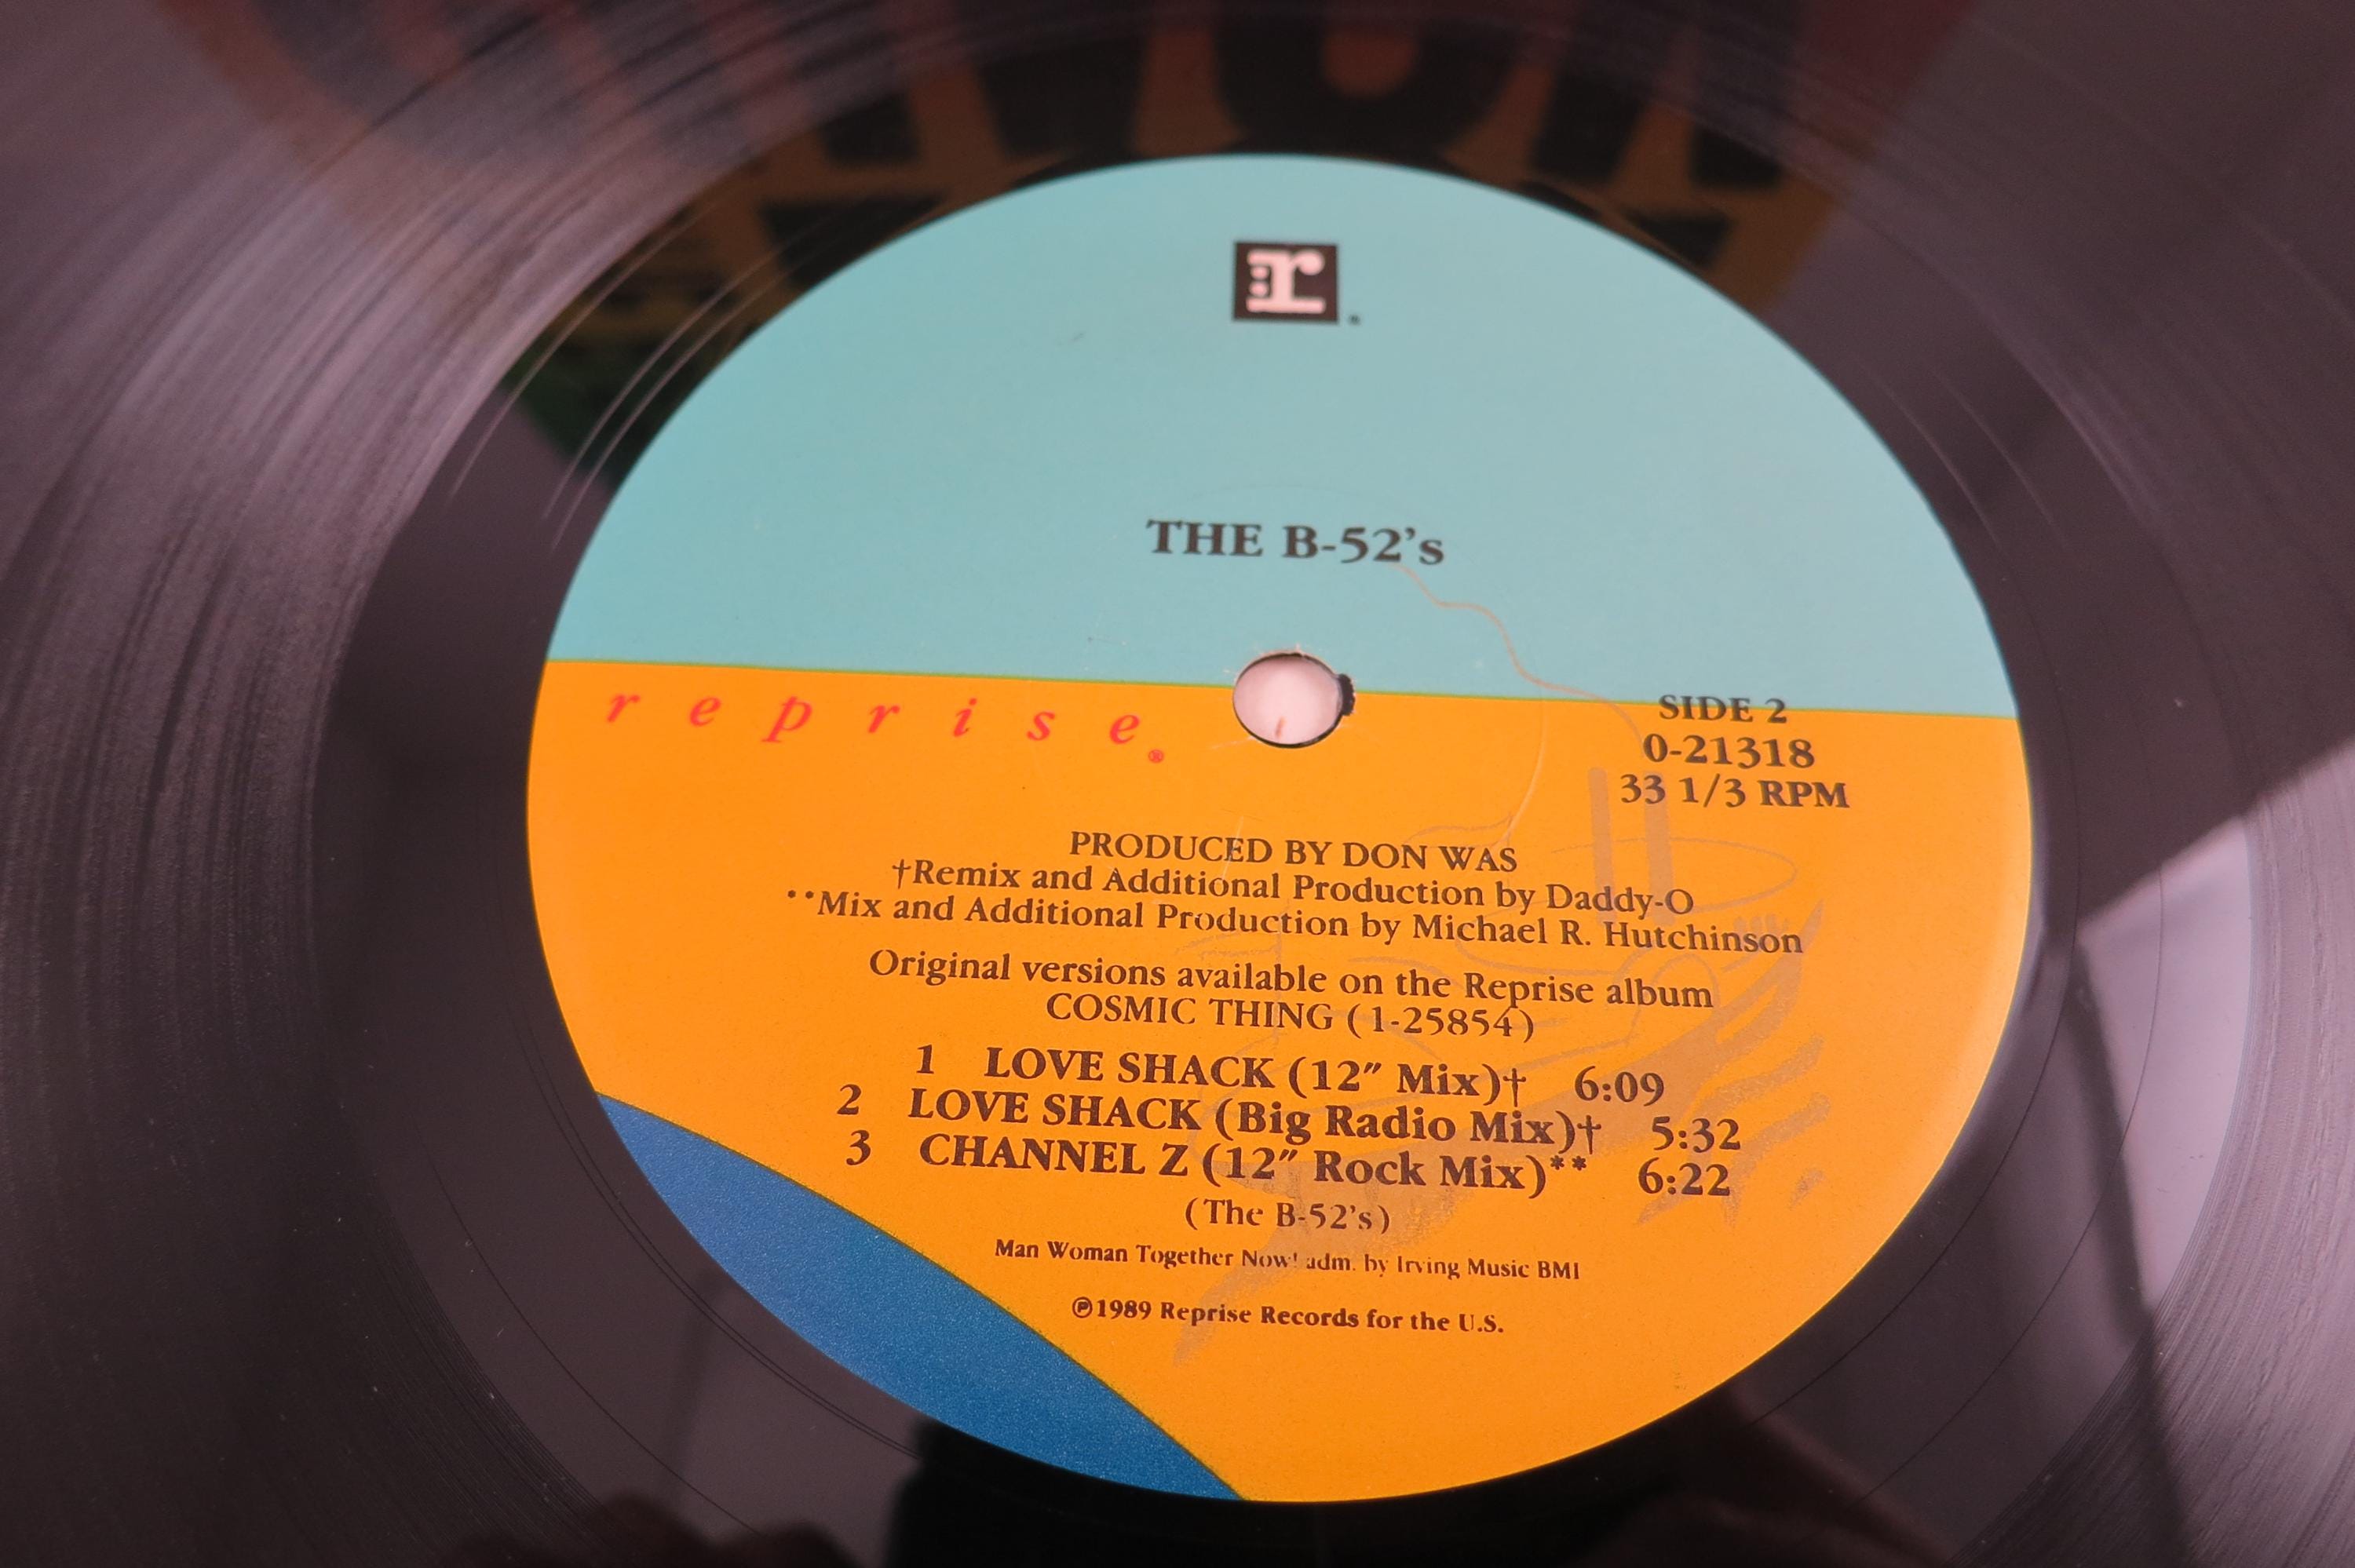 :r
THE B-52's
reprise®
SIDE 2
0-21318
33 1/3 RPM
PRODUCED BY DON WAS
†Remix and Additional Production by Daddy-O
**Mix and Additional Production by Michael R. Hutchinson
Original versions available on the Reprise album
COSMIC THING (1-25854)
1 LOVE SHACK (12″ Mix)† 6:09
2 LOVE SHACK (Big Radio Mix)† 5:32
3 CHANNEL Z (12″ Rock Mix)** 6:22
(The B-52's)
Man Woman Together Now! adm. by Irving Music BMI
℗1989 Reprise Records for the U.S.